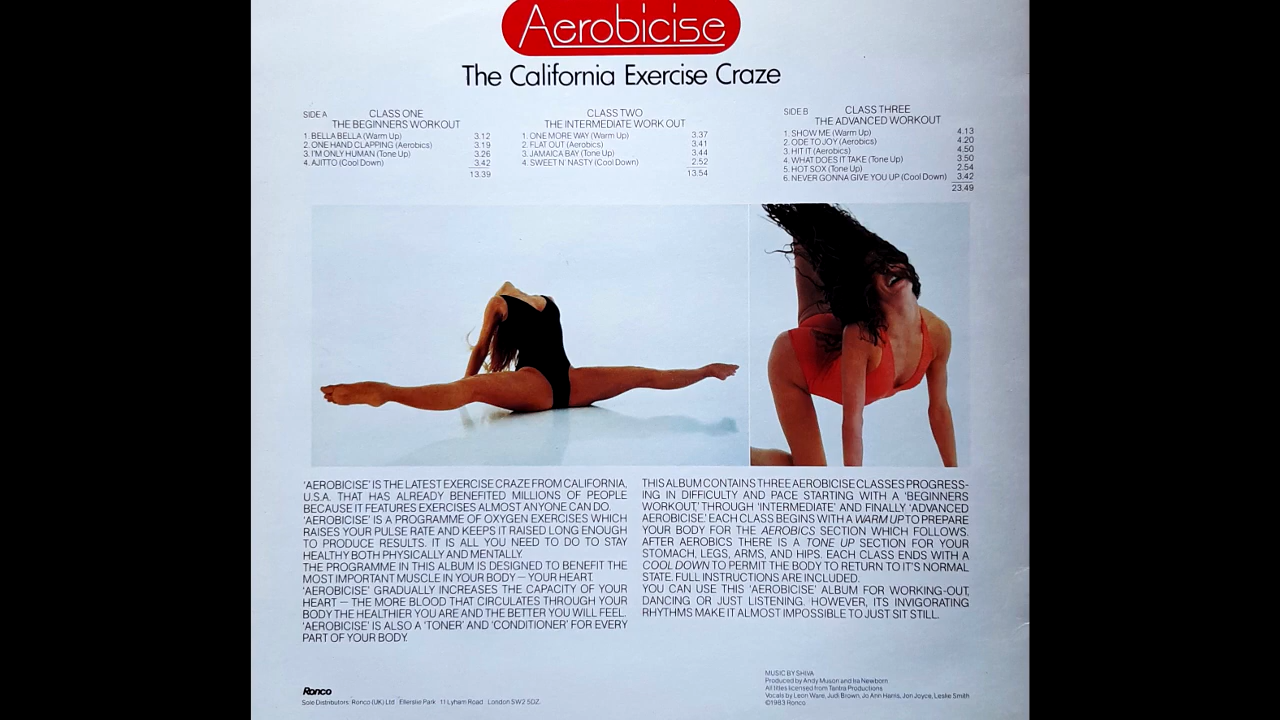 Aerobicise
The California Exercise Craze
SIDE A
CLASS ONE
THE BEGINNERS WORKOUT
1. BELLA BELLA (Warm Up) 3.12
2. ONE HAND CLAPPING (Aerobics) 3.19
3. I'M ONLY HUMAN (Tone Up) 3.26
4. AJITTO (Cool Down) 3.42
13.39
CLASS TWO
THE INTERMEDIATE WORK OUT
1. ONE MORE WAY (Warm Up) 3.37
2. FLAT OUT (Aerobics) 3.41
3. JAMAICA BAY (Tone Up) 3.44
4. SWEET N' NASTY (Cool Down) 2.52
13.54
SIDE B
CLASS THREE
THE ADVANCED WORKOUT
1. SHOW ME (Warm Up) 4.13
2. ODE TO JOY (Aerobics) 4.20
3. HIT IT (Aerobics) 4.50
4. WHAT DOES IT TAKE (Tone Up) 3.50
5. HOT SOX (Tone Up) 2.54
6. NEVER GONNA GIVE YOU UP (Cool Down) 3.42
23.49
'AEROBICISE' IS THE LATEST EXERCISE CRAZE FROM CALIFORNIA,
U.S.A. THAT HAS ALREADY BENEFITED MILLIONS OF PEOPLE
BECAUSE IT FEATURES EXERCISES ALMOST ANYONE CAN DO.
'AEROBICISE' IS A PROGRAMME OF OXYGEN EXERCISES WHICH
RAISES YOUR PULSE RATE AND KEEPS IT RAISED LONG ENOUGH
TO PRODUCE RESULTS. IT IS ALL YOU NEED TO DO TO STAY
HEALTHY BOTH PHYSICALLY AND MENTALLY.
THE PROGRAMME IN THIS ALBUM IS DESIGNED TO BENEFIT THE
MOST IMPORTANT MUSCLE IN YOUR BODY — YOUR HEART.
'AEROBICISE' GRADUALLY INCREASES THE CAPACITY OF YOUR
HEART — THE MORE BLOOD THAT CIRCULATES THROUGH YOUR
BODY THE HEALTHIER YOU ARE AND THE BETTER YOU WILL FEEL.
'AEROBICISE' IS ALSO A 'TONER' AND 'CONDITIONER' FOR EVERY
PART OF YOUR BODY.
THIS ALBUM CONTAINS THREE AEROBICISE CLASSES PROGRESS-
ING IN DIFFICULTY AND PACE STARTING WITH A 'BEGINNERS
WORKOUT,' THROUGH 'INTERMEDIATE' AND FINALLY 'ADVANCED
AEROBICISE.' EACH CLASS BEGINS WITH A WARM UP TO PREPARE
YOUR BODY FOR THE AEROBICS SECTION WHICH FOLLOWS.
AFTER AEROBICS THERE IS A TONE UP SECTION FOR YOUR
STOMACH, LEGS, ARMS, AND HIPS. EACH CLASS ENDS WITH A
COOL DOWN TO PERMIT THE BODY TO RETURN TO IT'S NORMAL
STATE. FULL INSTRUCTIONS ARE INCLUDED.
YOU CAN USE THIS 'AEROBICISE' ALBUM FOR WORKING-OUT,
DANCING OR JUST LISTENING. HOWEVER, ITS INVIGORATING
RHYTHMS MAKE IT ALMOST IMPOSSIBLE TO JUST SIT STILL.
Ronco
Sole Distributors: Ronco (UK) Ltd Ellerslie Park 11 Lyham Road London SW2 5DZ.
MUSIC BY SHIVA
Produced by Andy Muson and Ira Newborn
All titles licensed from Tantra Productions
Vocals by Leon Ware, Judi Brown, Jo Ann Harris, Jon Joyce, Leslie Smith
©1983 Ronco